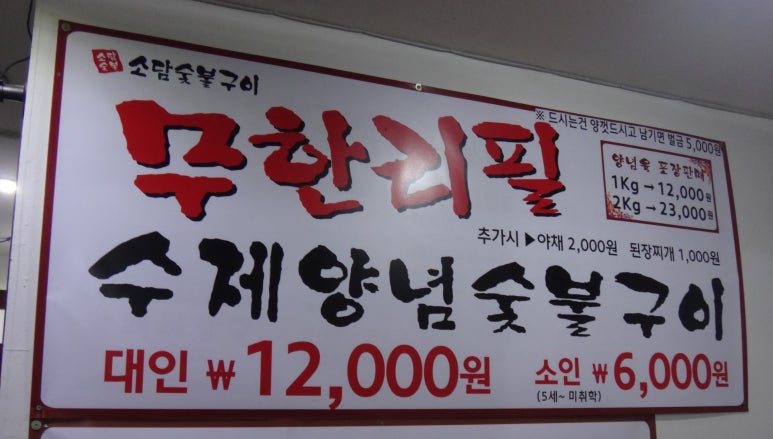 소담숯불
소담숯불구이
※ 드시는건 양껏드시고 남기면 벌금 5,000원
무한리필
양념육 포장판매
1Kg → 12,000원
2Kg → 23,000원
추가시 ▶야채 2,000원 된장찌개 1,000원
수제양념숯불구이
대인 ₩12,000원 소인 ₩6,000원
(5세~ 미취학)